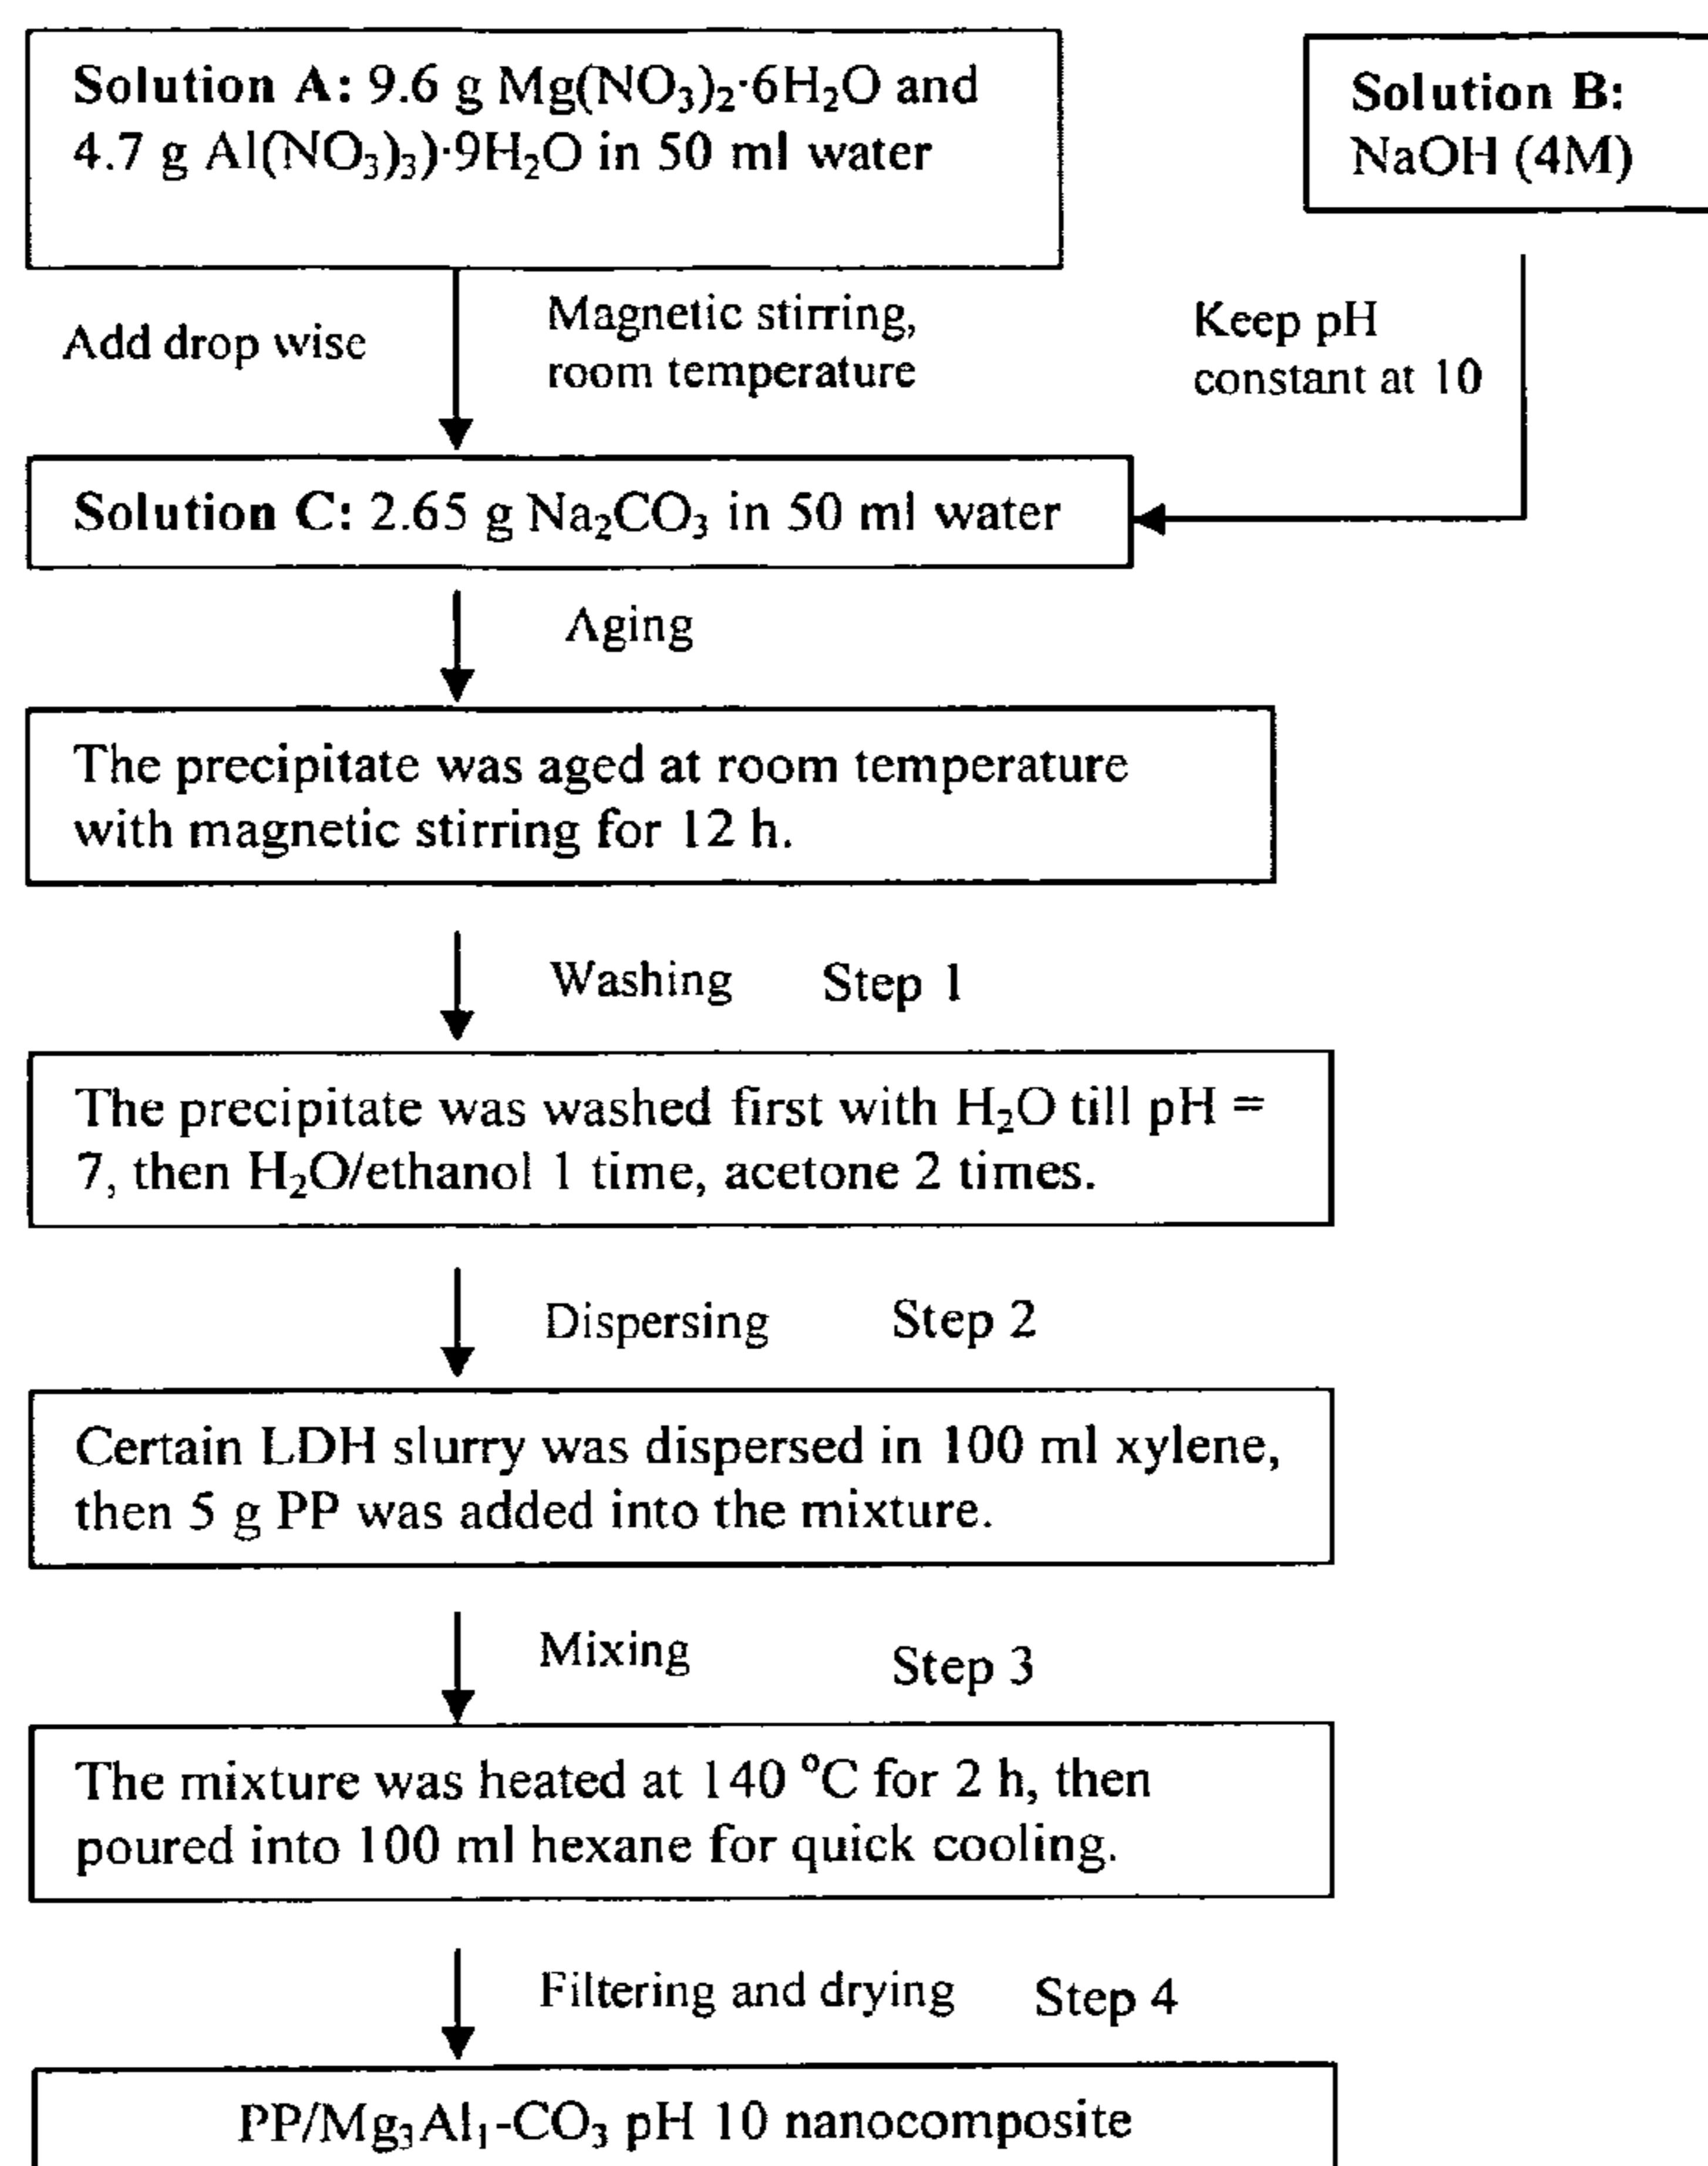 Solution A: 9.6 g Mg(NO₃)₂·6H₂O and
4.7 g Al(NO₃)₃)·9H₂O in 50 ml water
Solution B:
NaOH (4M)
Add drop wise
Magnetic stirring,
room temperature
Keep pH
constant at 10
Solution C: 2.65 g Na₂CO₃ in 50 ml water
Aging
The precipitate was aged at room temperature
with magnetic stirring for 12 h.
Washing Step 1
The precipitate was washed first with H₂O till pH =
7, then H₂O/ethanol 1 time, acetone 2 times.
Dispersing Step 2
Certain LDH slurry was dispersed in 100 ml xylene,
then 5 g PP was added into the mixture.
Mixing Step 3
The mixture was heated at 140 °C for 2 h, then
poured into 100 ml hexane for quick cooling.
Filtering and drying Step 4
PP/Mg₃Al₁-CO₃ pH 10 nanocomposite